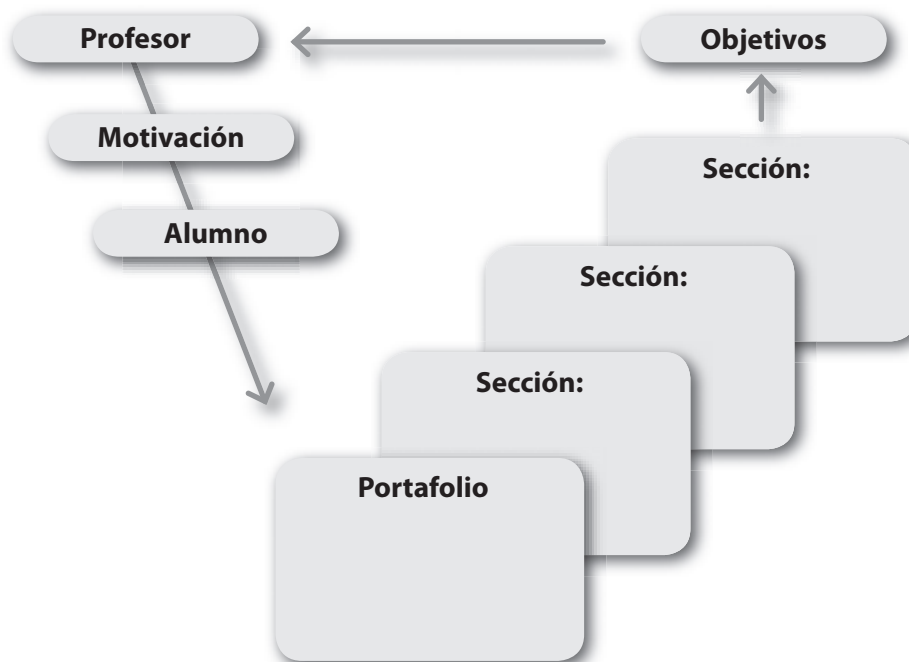 Profesor
Objetivos
Motivación
Sección:
Alumno
Sección:
Sección:
Portafolio